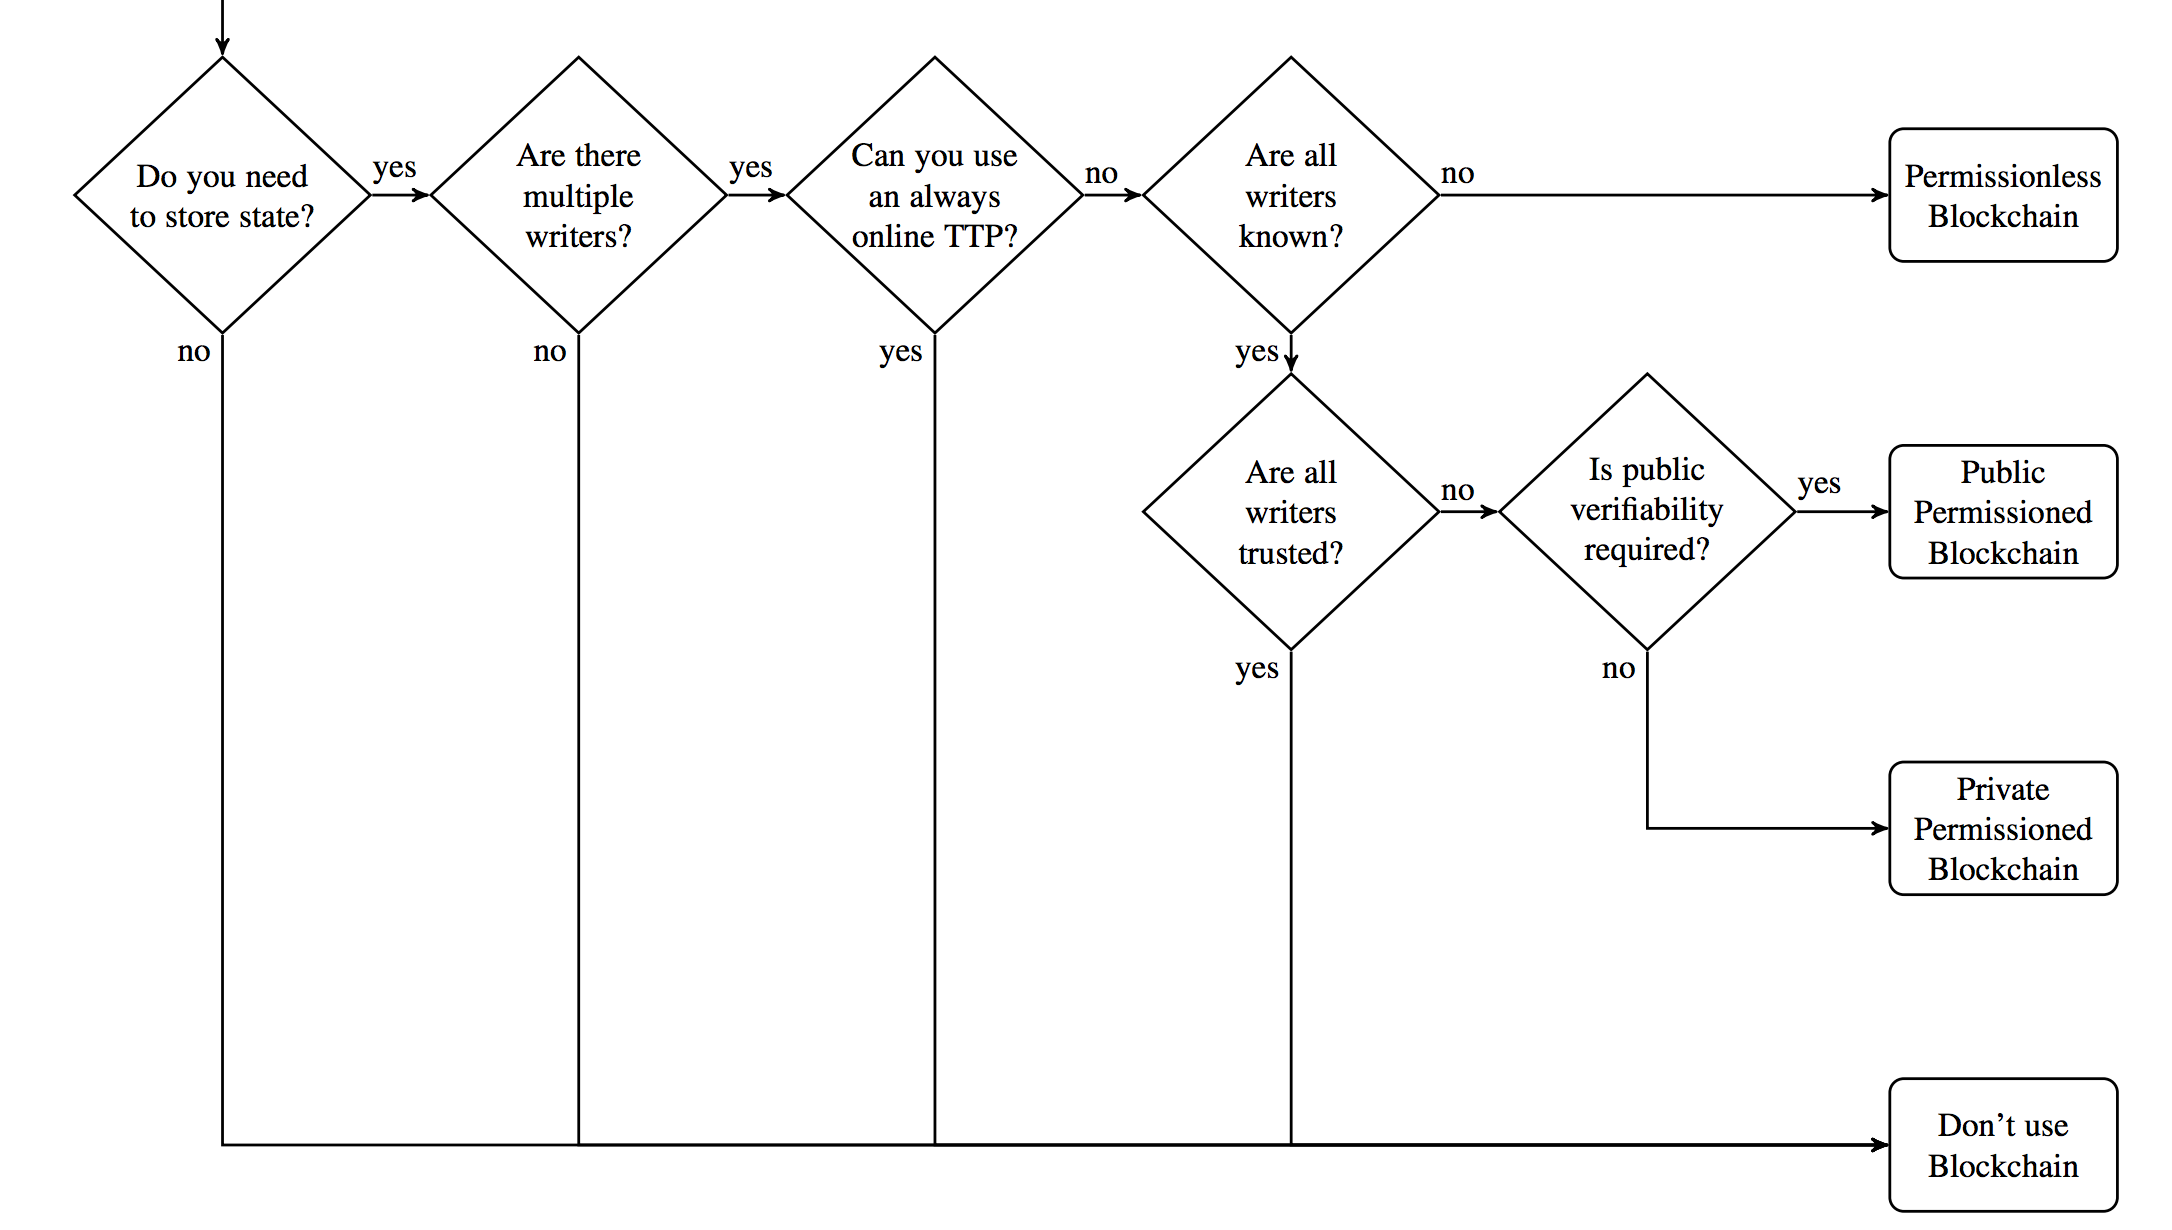 Do you need
to store state?
yes
no
Are there
multiple
writers?
yes
no
Can you use
an always
online TTP?
no
yes
Are all
writers
known?
no
yes
Permissionless
Blockchain
Are all
writers
trusted?
no
yes
Is public
verifiability
required?
yes
no
Public
Permissioned
Blockchain
Private
Permissioned
Blockchain
Don’t use
Blockchain